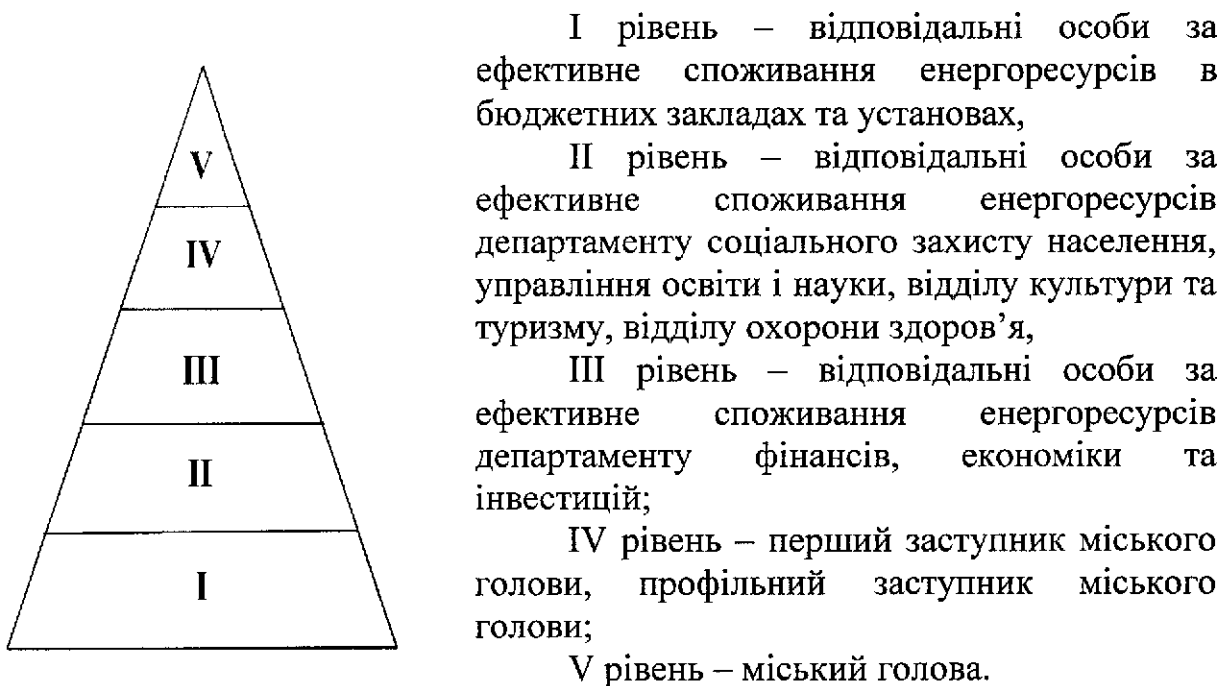 V
IV
III
II
I
І рівень – відповідальні особи за
ефективне споживання енергоресурсів в
бюджетних закладах та установах,
ІІ рівень – відповідальні особи за
ефективне споживання енергоресурсів
департаменту соціального захисту населення,
управління освіти і науки, відділу культури та
туризму, відділу охорони здоров’я,
ІІІ рівень – відповідальні особи за
ефективне споживання енергоресурсів
департаменту фінансів, економіки та
інвестицій;
IV рівень – перший заступник міського
голови, профільний заступник міського
голови;
V рівень – міський голова.